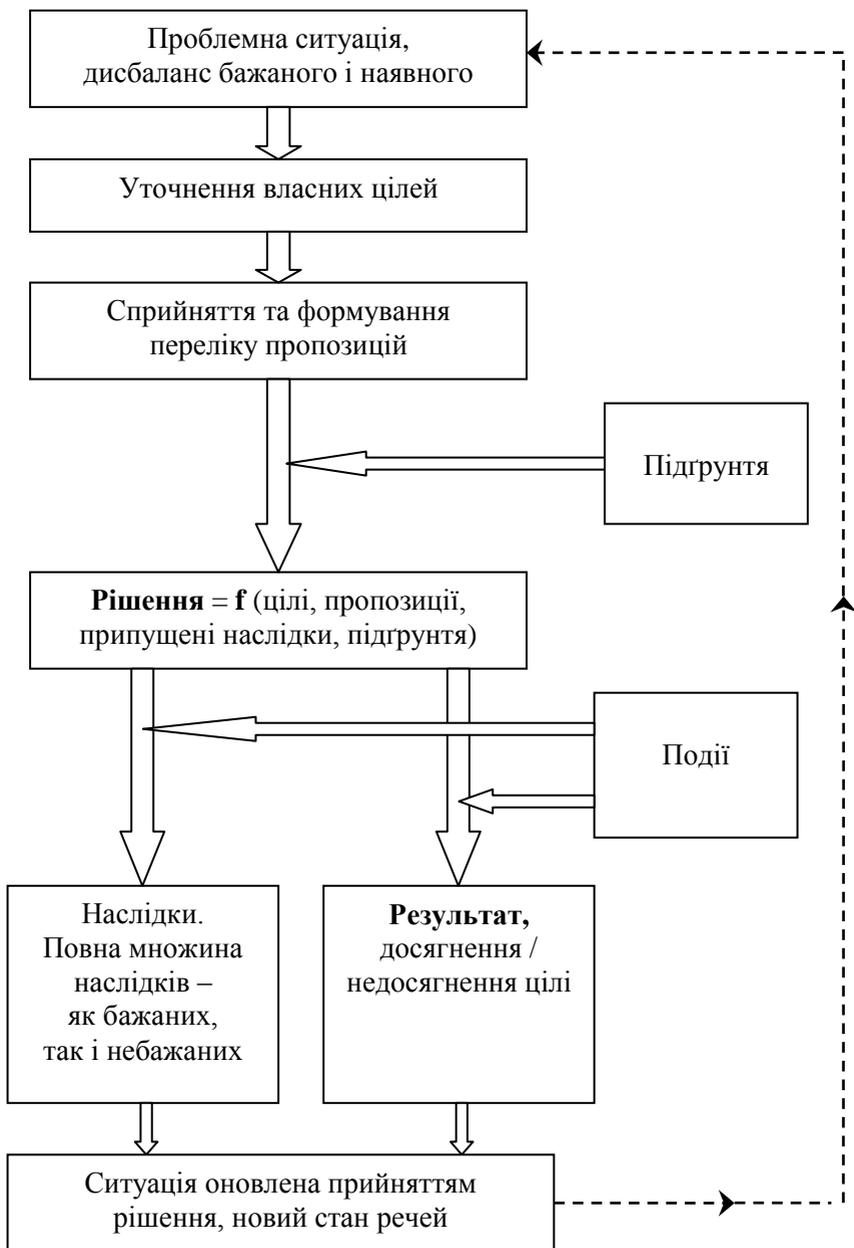 Проблемна ситуація,
дисбаланс бажаного і наявного
Уточнення власних цілей
Сприйняття та формування
переліку пропозицій
Підґрунтя
Рішення = f (цілі, пропозиції,
припущені наслідки, підґрунтя)
Події
Наслідки.
Повна множина
наслідків –
як бажаних,
так і небажаних
Результат,
досягнення /
недосягнення цілі
Ситуація оновлена прийняттям
рішення, новий стан речей